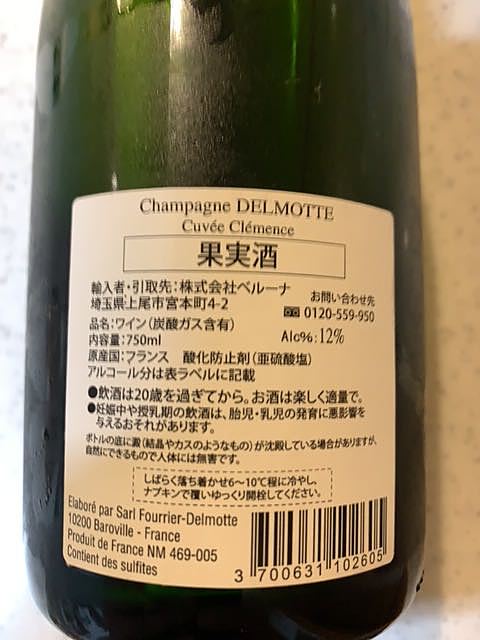 Champagne DELMOTTE
Cuvée Clémence
果実酒
輸入者・引取先：株式会社ベルーナ
埼玉県上尾市宮本町4-2
お問い合わせ先
0120-559-950
品名：ワイン（炭酸ガス含有）
内容量：750ml
Alc%：12%
原産国：フランス 酸化防止剤（亜硫酸塩）
アルコール分は表ラベルに記載
●飲酒は20歳を過ぎてから。お酒は楽しく適量で。
●妊娠中や授乳期の飲酒は、胎児・乳児の発育に悪影響を
与えるおそれがあります。
ボトルの底に澱（結晶やカスのようなもの）が沈殿している場合がありますが、
自然にできるもので人体には無害です。
しばらく落ち着かせ6～10℃程に冷やし、
ナプキンで覆いゆっくり開栓してください。
Elaboré par Sarl Fourrier-Delmotte
10200 Baroville - France
Produit de France NM 469-005
Contient des sulfites
3 700631 102605